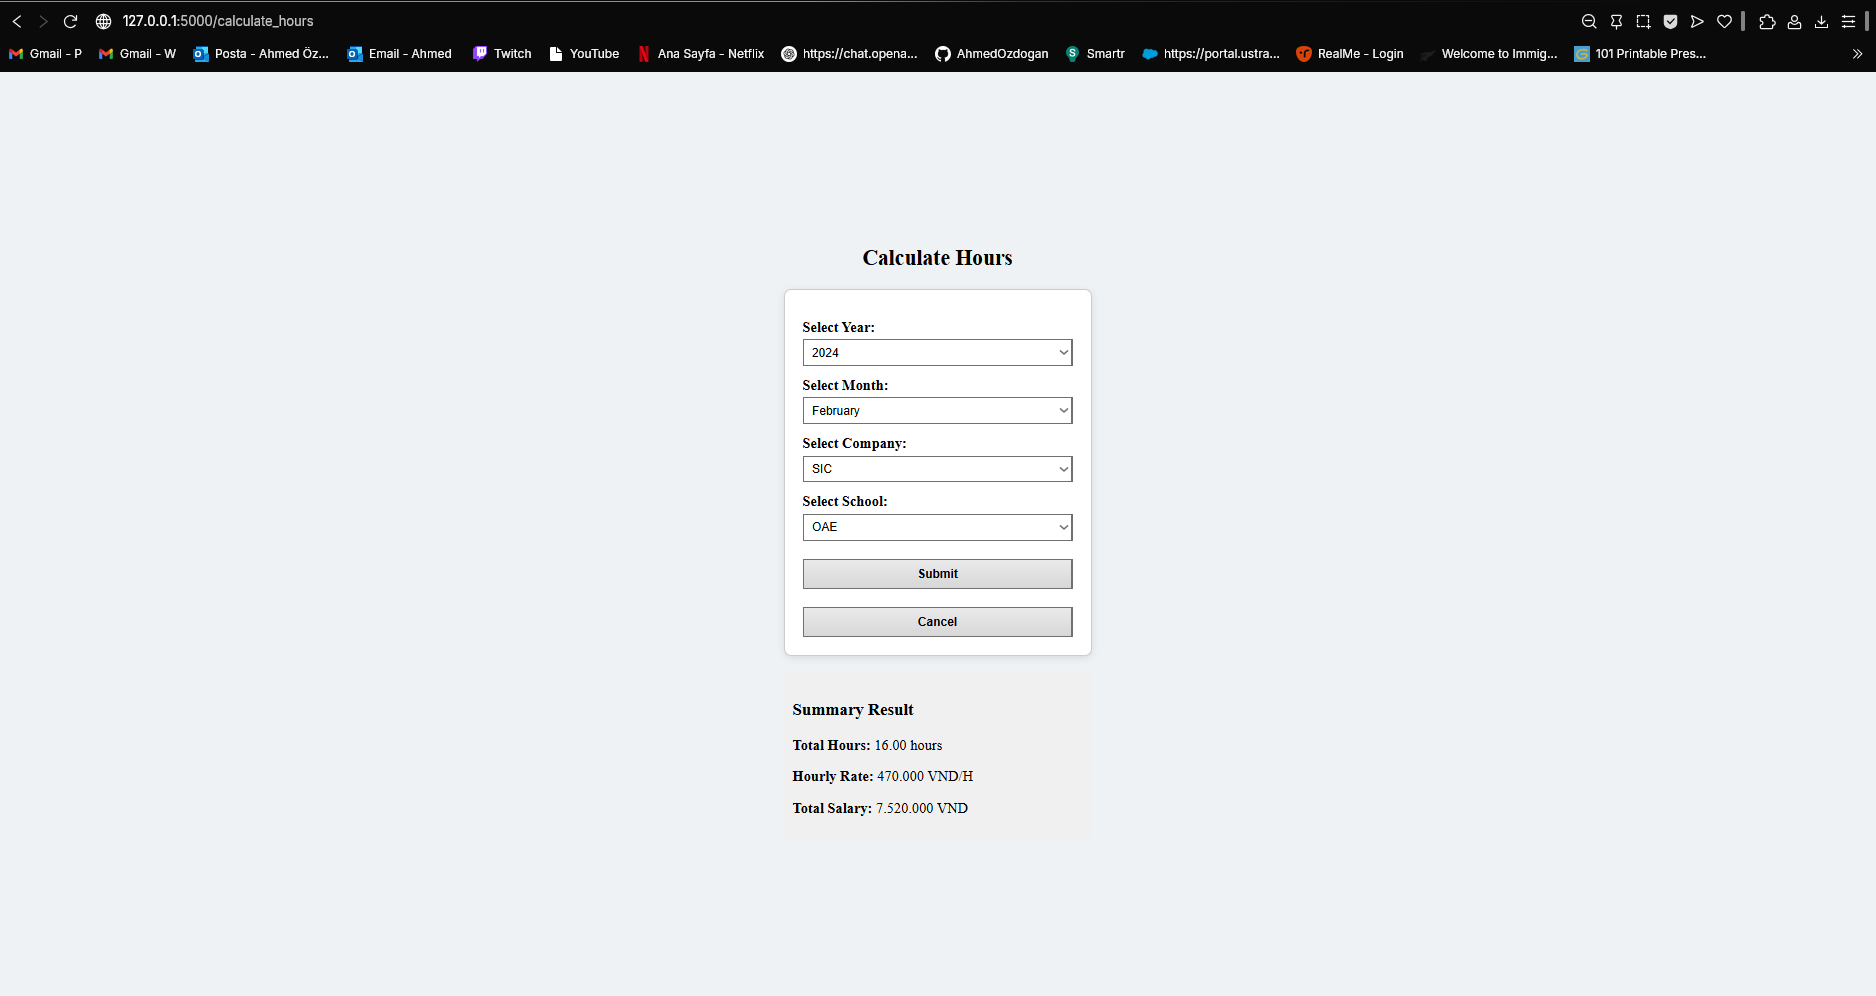 127.0.0.1:5000/calculate_hours
Gmail - P Gmail - W Posta - Ahmed Öz... Email - Ahmed Twitch YouTube Ana Sayfa - Netflix https://chat.opena... AhmedOzdogan Smartr https://portal.ustra... RealMe - Login Welcome to Immig... 101 Printable Pres...
Calculate Hours
Select Year:
2024
Select Month:
February
Select Company:
SIC
Select School:
OAE
Submit
Cancel
Summary Result
Total Hours: 16.00 hours
Hourly Rate: 470.000 VND/H
Total Salary: 7.520.000 VND